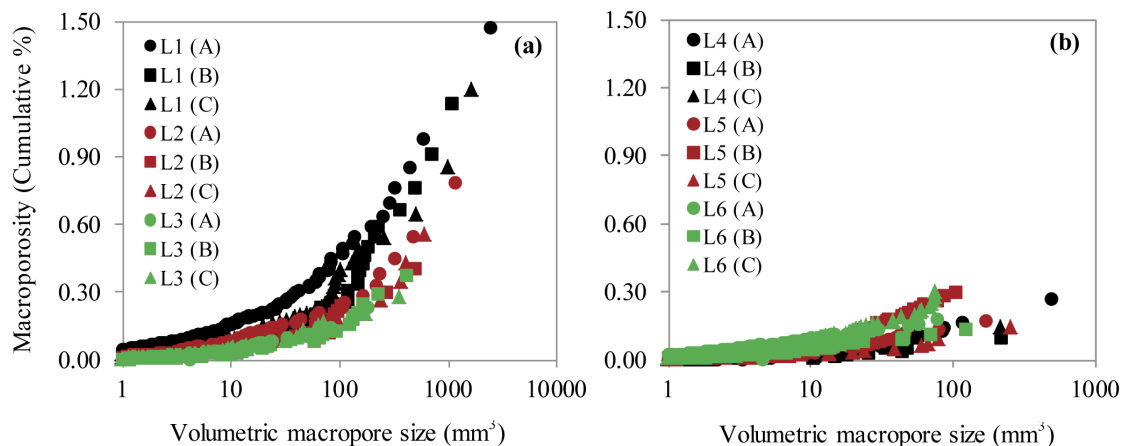 Macroporosity (Cumulative %)
1.50
1.20
0.90
0.60
0.30
0.00
(a)
L1 (A)
L1 (B)
L1 (C)
L2 (A)
L2 (B)
L2 (C)
L3 (A)
L3 (B)
L3 (C)
1 10 100 1000 10000
Volumetric macropore size (mm³)
1.50
1.20
0.90
0.60
0.30
0.00
(b)
L4 (A)
L4 (B)
L4 (C)
L5 (A)
L5 (B)
L5 (C)
L6 (A)
L6 (B)
L6 (C)
1 10 100 1000
Volumetric macropore size (mm³)